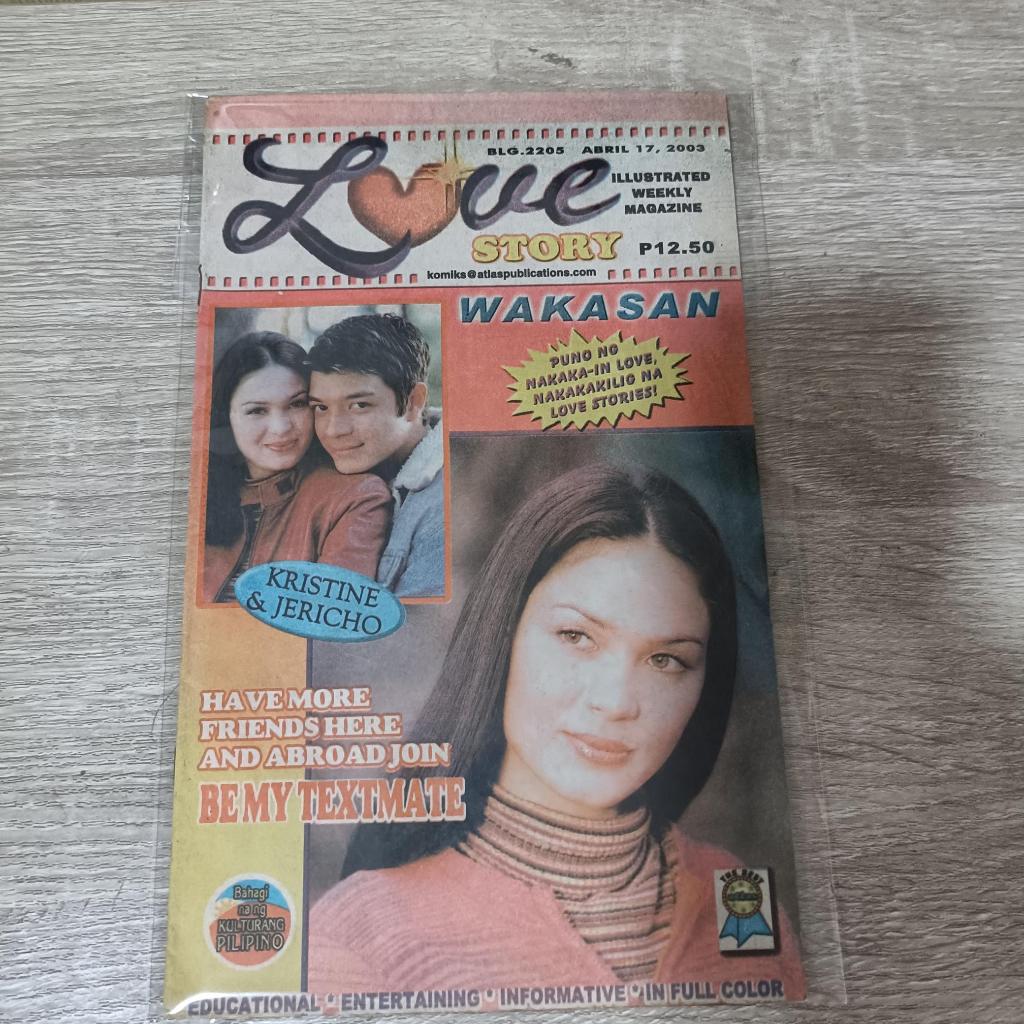 BLG.2205 ABRIL 17, 2003
Love
STORY
ILLUSTRATED
WEEKLY
MAGAZINE
P12.50
komiks@atlaspublications.com
WAKASAN
PUNO NG
NAKAKA-IN LOVE,
NAKAKAKILIG NA
LOVE STORIES!
KRISTINE
& JERICHO
HAVE MORE
FRIENDS HERE
AND ABROAD JOIN
BE MY TEXTMATE
Bahagi
na ng
KULTURANG
PILIPINO
THE BEST
EDUCATIONAL * ENTERTAINING * INFORMATIVE * IN FULL COLOR